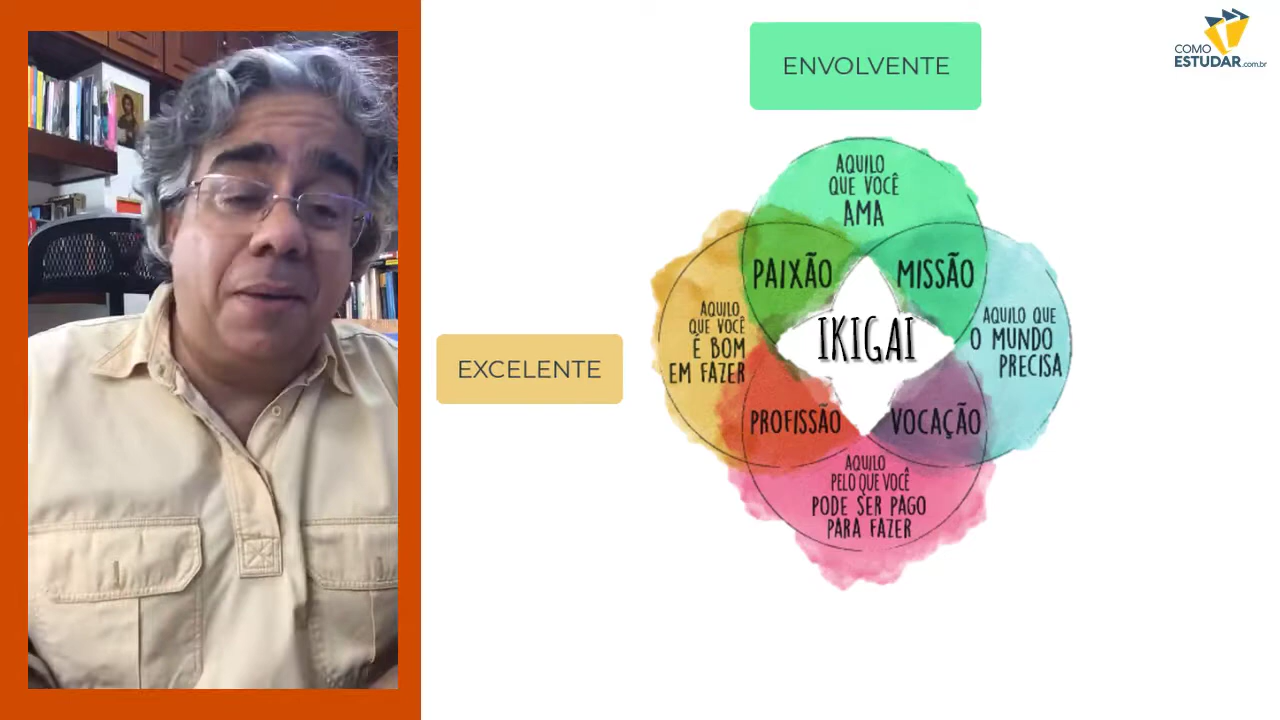 COMO
ESTUDAR.com.br
ENVOLVENTE
AQUILO
QUE VOCÊ
AMA
PAIXÃO
MISSÃO
AQUILO
QUE VOCÊ
É BOM
EM FAZER
IKIGAI
AQUILO QUE
O MUNDO
PRECISA
EXCELENTE
PROFISSÃO
VOCAÇÃO
AQUILO
PELO QUE VOCÊ
PODE SER PAGO
PARA FAZER